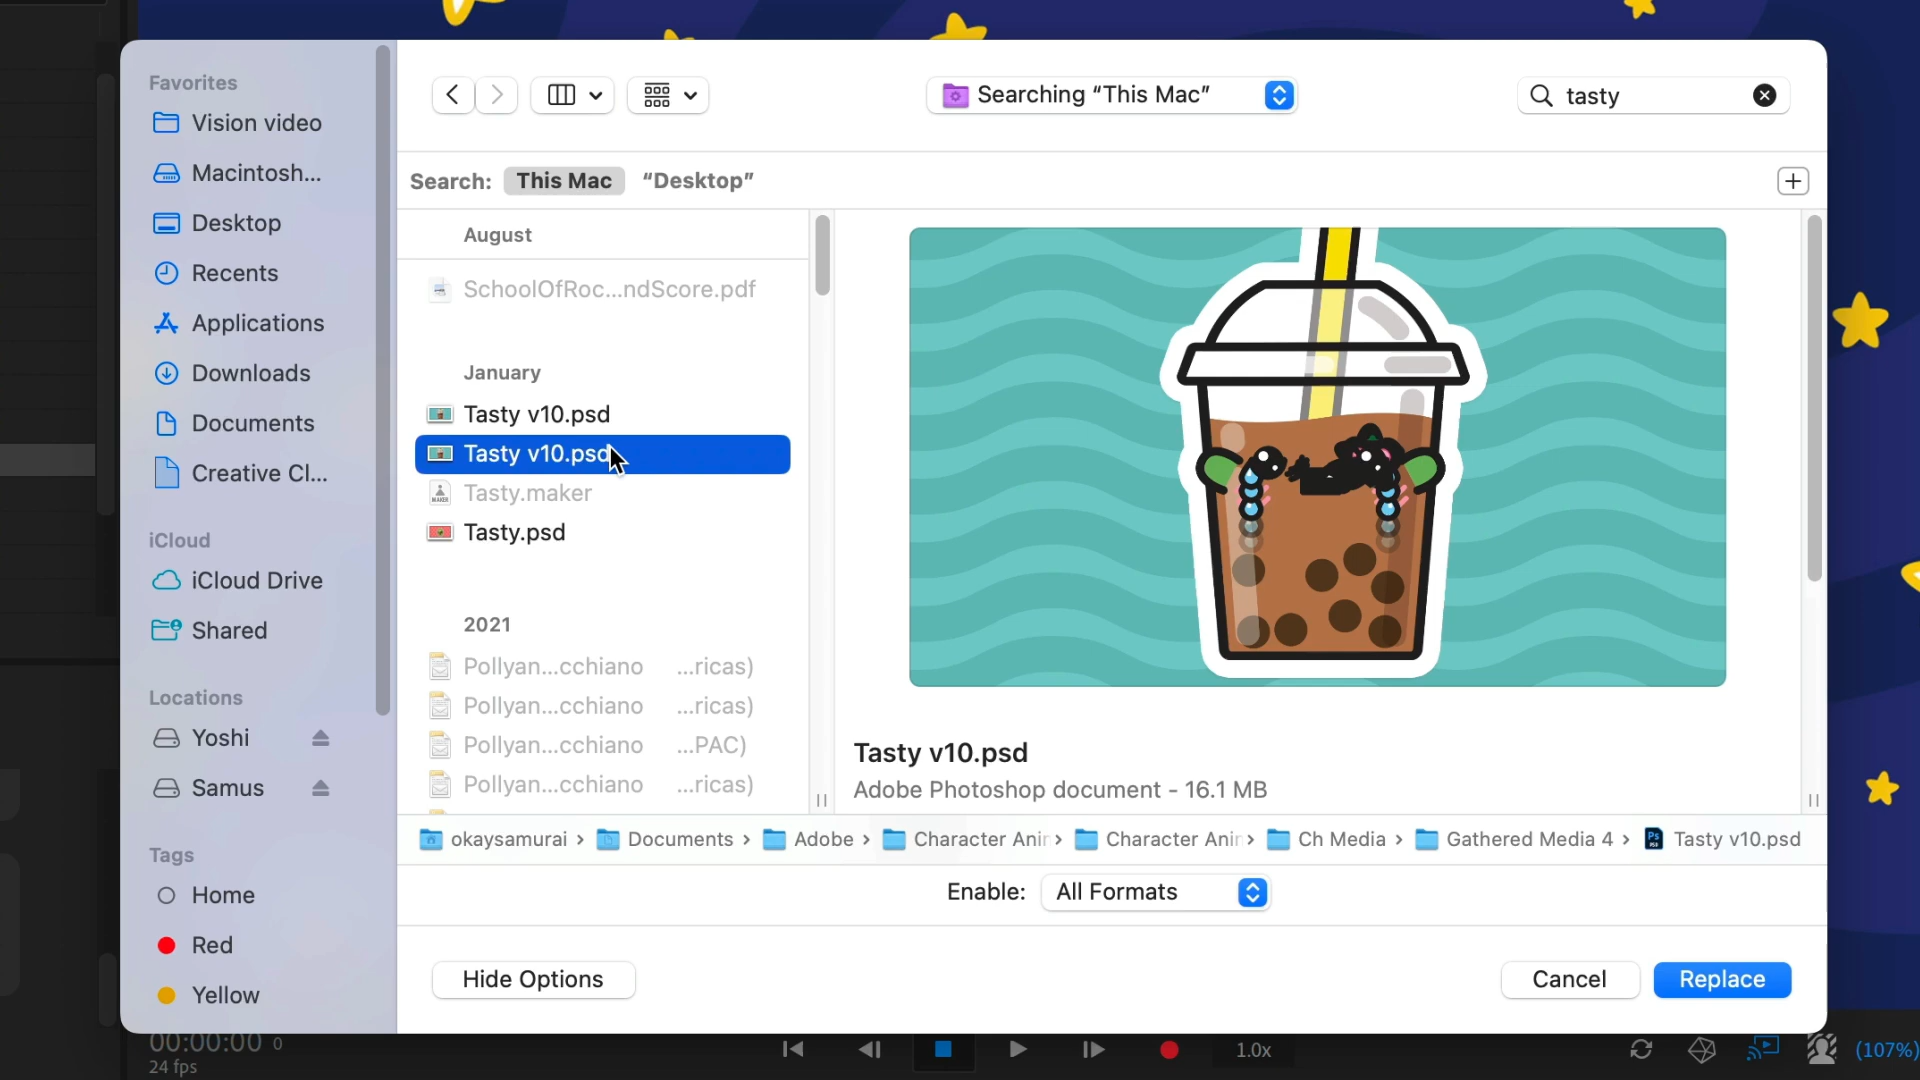 Favorites
Vision video
Macintosh...
Desktop
Recents
Applications
Downloads
Documents
Creative Cl...
iCloud
iCloud Drive
Shared
Locations
Yoshi
Samus
Tags
Home
Red
Yellow
Searching “This Mac”
tasty
Search: This Mac “Desktop”
August
SchoolOfRoc...ndScore.pdf
January
Tasty v10.psd
Tasty v10.psd
Tasty.maker
Tasty.psd
2021
Pollyan...cchiano ...ricas)
Pollyan...cchiano ...ricas)
Pollyan...cchiano ...PAC)
Pollyan...cchiano ...ricas)
Tasty v10.psd
Adobe Photoshop document - 16.1 MB
okaysamurai › Documents › Adobe › Character Anir › Character Anir › Ch Media › Gathered Media 4 › Tasty v10.psd
Enable: All Formats
Hide Options
Cancel
Replace
00:00:00 0
24 fps
1.0x
(107%)